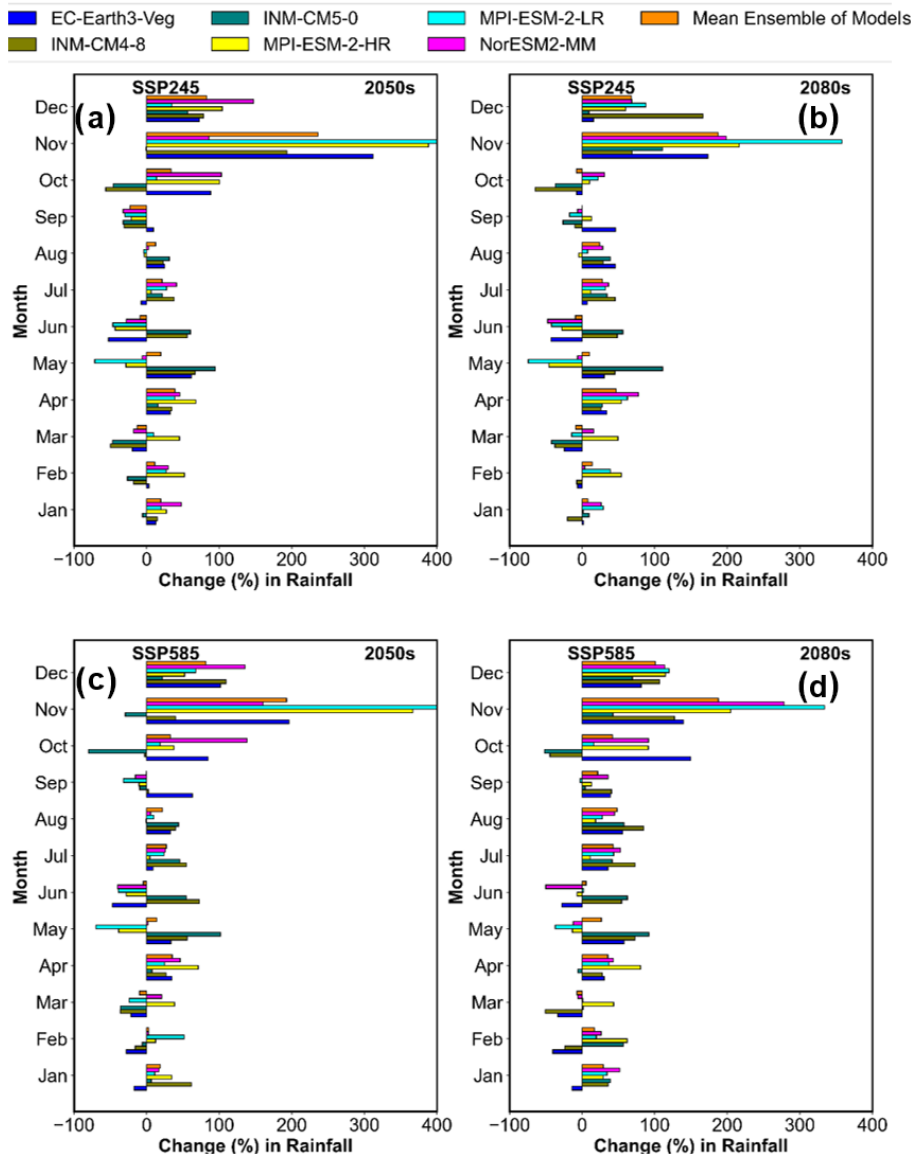 EC-Earth3-Veg INM-CM5-0 MPI-ESM-2-LR Mean Ensemble of Models
INM-CM4-8 MPI-ESM-2-HR NorESM2-MM
(a) SSP245 2050s
Dec
Nov
Oct
Sep
Aug
Jul
Jun
May
Apr
Mar
Feb
Jan
Month
−100 0 100 200 300 400
Change (%) in Rainfall
SSP245 2080s (b)
Dec
Nov
Oct
Sep
Aug
Jul
Jun
May
Apr
Mar
Feb
Jan
Month
−100 0 100 200 300 400
Change (%) in Rainfall
SSP585 2050s
(c)
Dec
Nov
Oct
Sep
Aug
Jul
Jun
May
Apr
Mar
Feb
Jan
Month
−100 0 100 200 300 400
Change (%) in Rainfall
SSP585 2080s
(d)
Dec
Nov
Oct
Sep
Aug
Jul
Jun
May
Apr
Mar
Feb
Jan
Month
−100 0 100 200 300 400
Change (%) in Rainfall